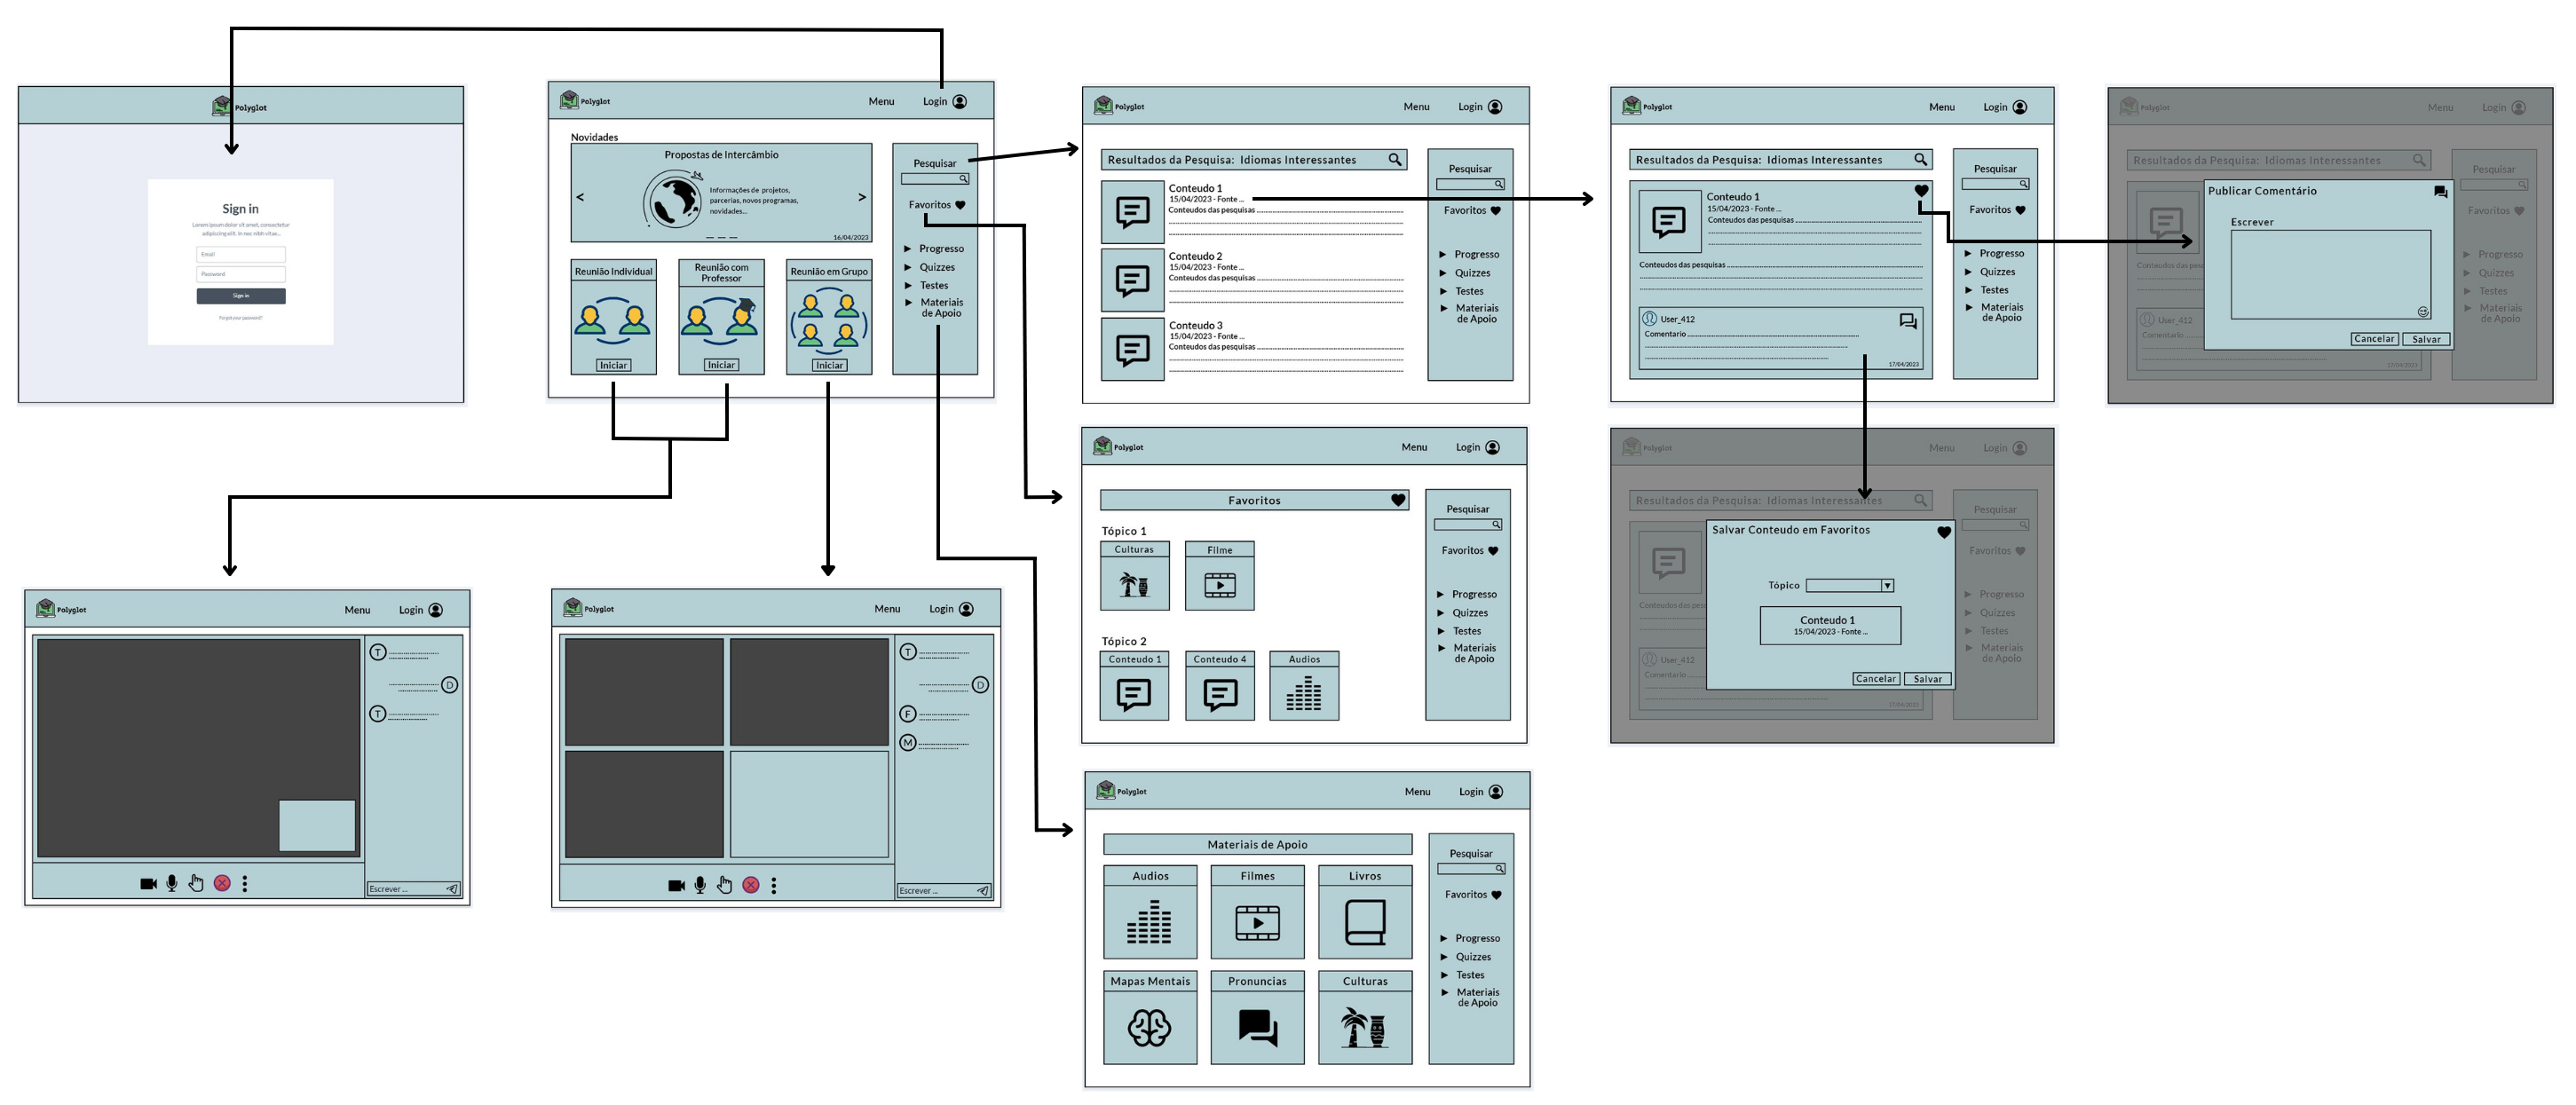 Polyglot
Sign in
Lorem ipsum dolor sit amet, consectetur
adipiscing elit. In nec nibh vitae...
Email
Password
Sign in
Forgot your password?
Polyglot
Menu
Login
Novidades
Propostas de Intercâmbio
<
Informações de projetos,
parcerias, novos programas,
novidades...
>
16/04/2023
Reunião Individual
Iniciar
Reunião com
Professor
Iniciar
Reunião em Grupo
Iniciar
Pesquisar
Favoritos
Progresso
Quizzes
Testes
Materiais
de Apoio
Polyglot
Menu
Login
Resultados da Pesquisa: Idiomas Interessantes
Conteudo 1
15/04/2023 - Fonte ...
Conteudos das pesquisas
Conteudo 2
15/04/2023 - Fonte ...
Conteudos das pesquisas
Conteudo 3
15/04/2023 - Fonte ...
Conteudos das pesquisas
Pesquisar
Favoritos
Progresso
Quizzes
Testes
Materiais
de Apoio
Polyglot
Menu
Login
Resultados da Pesquisa: Idiomas Interessantes
Conteudo 1
15/04/2023 - Fonte ...
Conteudos das pesquisas
Conteudos das pesquisas
User_412
Comentario
17/04/2023
Pesquisar
Favoritos
Progresso
Quizzes
Testes
Materiais
de Apoio
Polyglot
Menu
Login
Resultados da Pesquisa: Idiomas Interessantes
Publicar Comentário
Escrever
Cancelar
Salvar
Conteudos das pes
User_412
Comentario
17/04/2023
Pesquisar
Favoritos
Progresso
Quizzes
Testes
Materiais
de Apoio
Polyglot
Menu
Login
Favoritos
Tópico 1
Culturas
Filme
Tópico 2
Conteudo 1
Conteudo 4
Audios
Pesquisar
Favoritos
Progresso
Quizzes
Testes
Materiais
de Apoio
Polyglot
Menu
Login
Resultados da Pesquisa: Idiomas Interessantes
Salvar Conteudo em Favoritos
Tópico
Conteudo 1
15/04/2023 - Fonte ...
Cancelar
Salvar
Conteudos das pes
User_412
Comentario
17/04/2023
Pesquisar
Favoritos
Progresso
Quizzes
Testes
Materiais
de Apoio
Polyglot
Menu
Login
T
D
T
Escrever ...
Polyglot
Menu
Login
T
D
F
M
Escrever ...
Polyglot
Menu
Login
Materiais de Apoio
Audios
Filmes
Livros
Mapas Mentais
Pronuncias
Culturas
Pesquisar
Favoritos
Progresso
Quizzes
Testes
Materiais
de Apoio